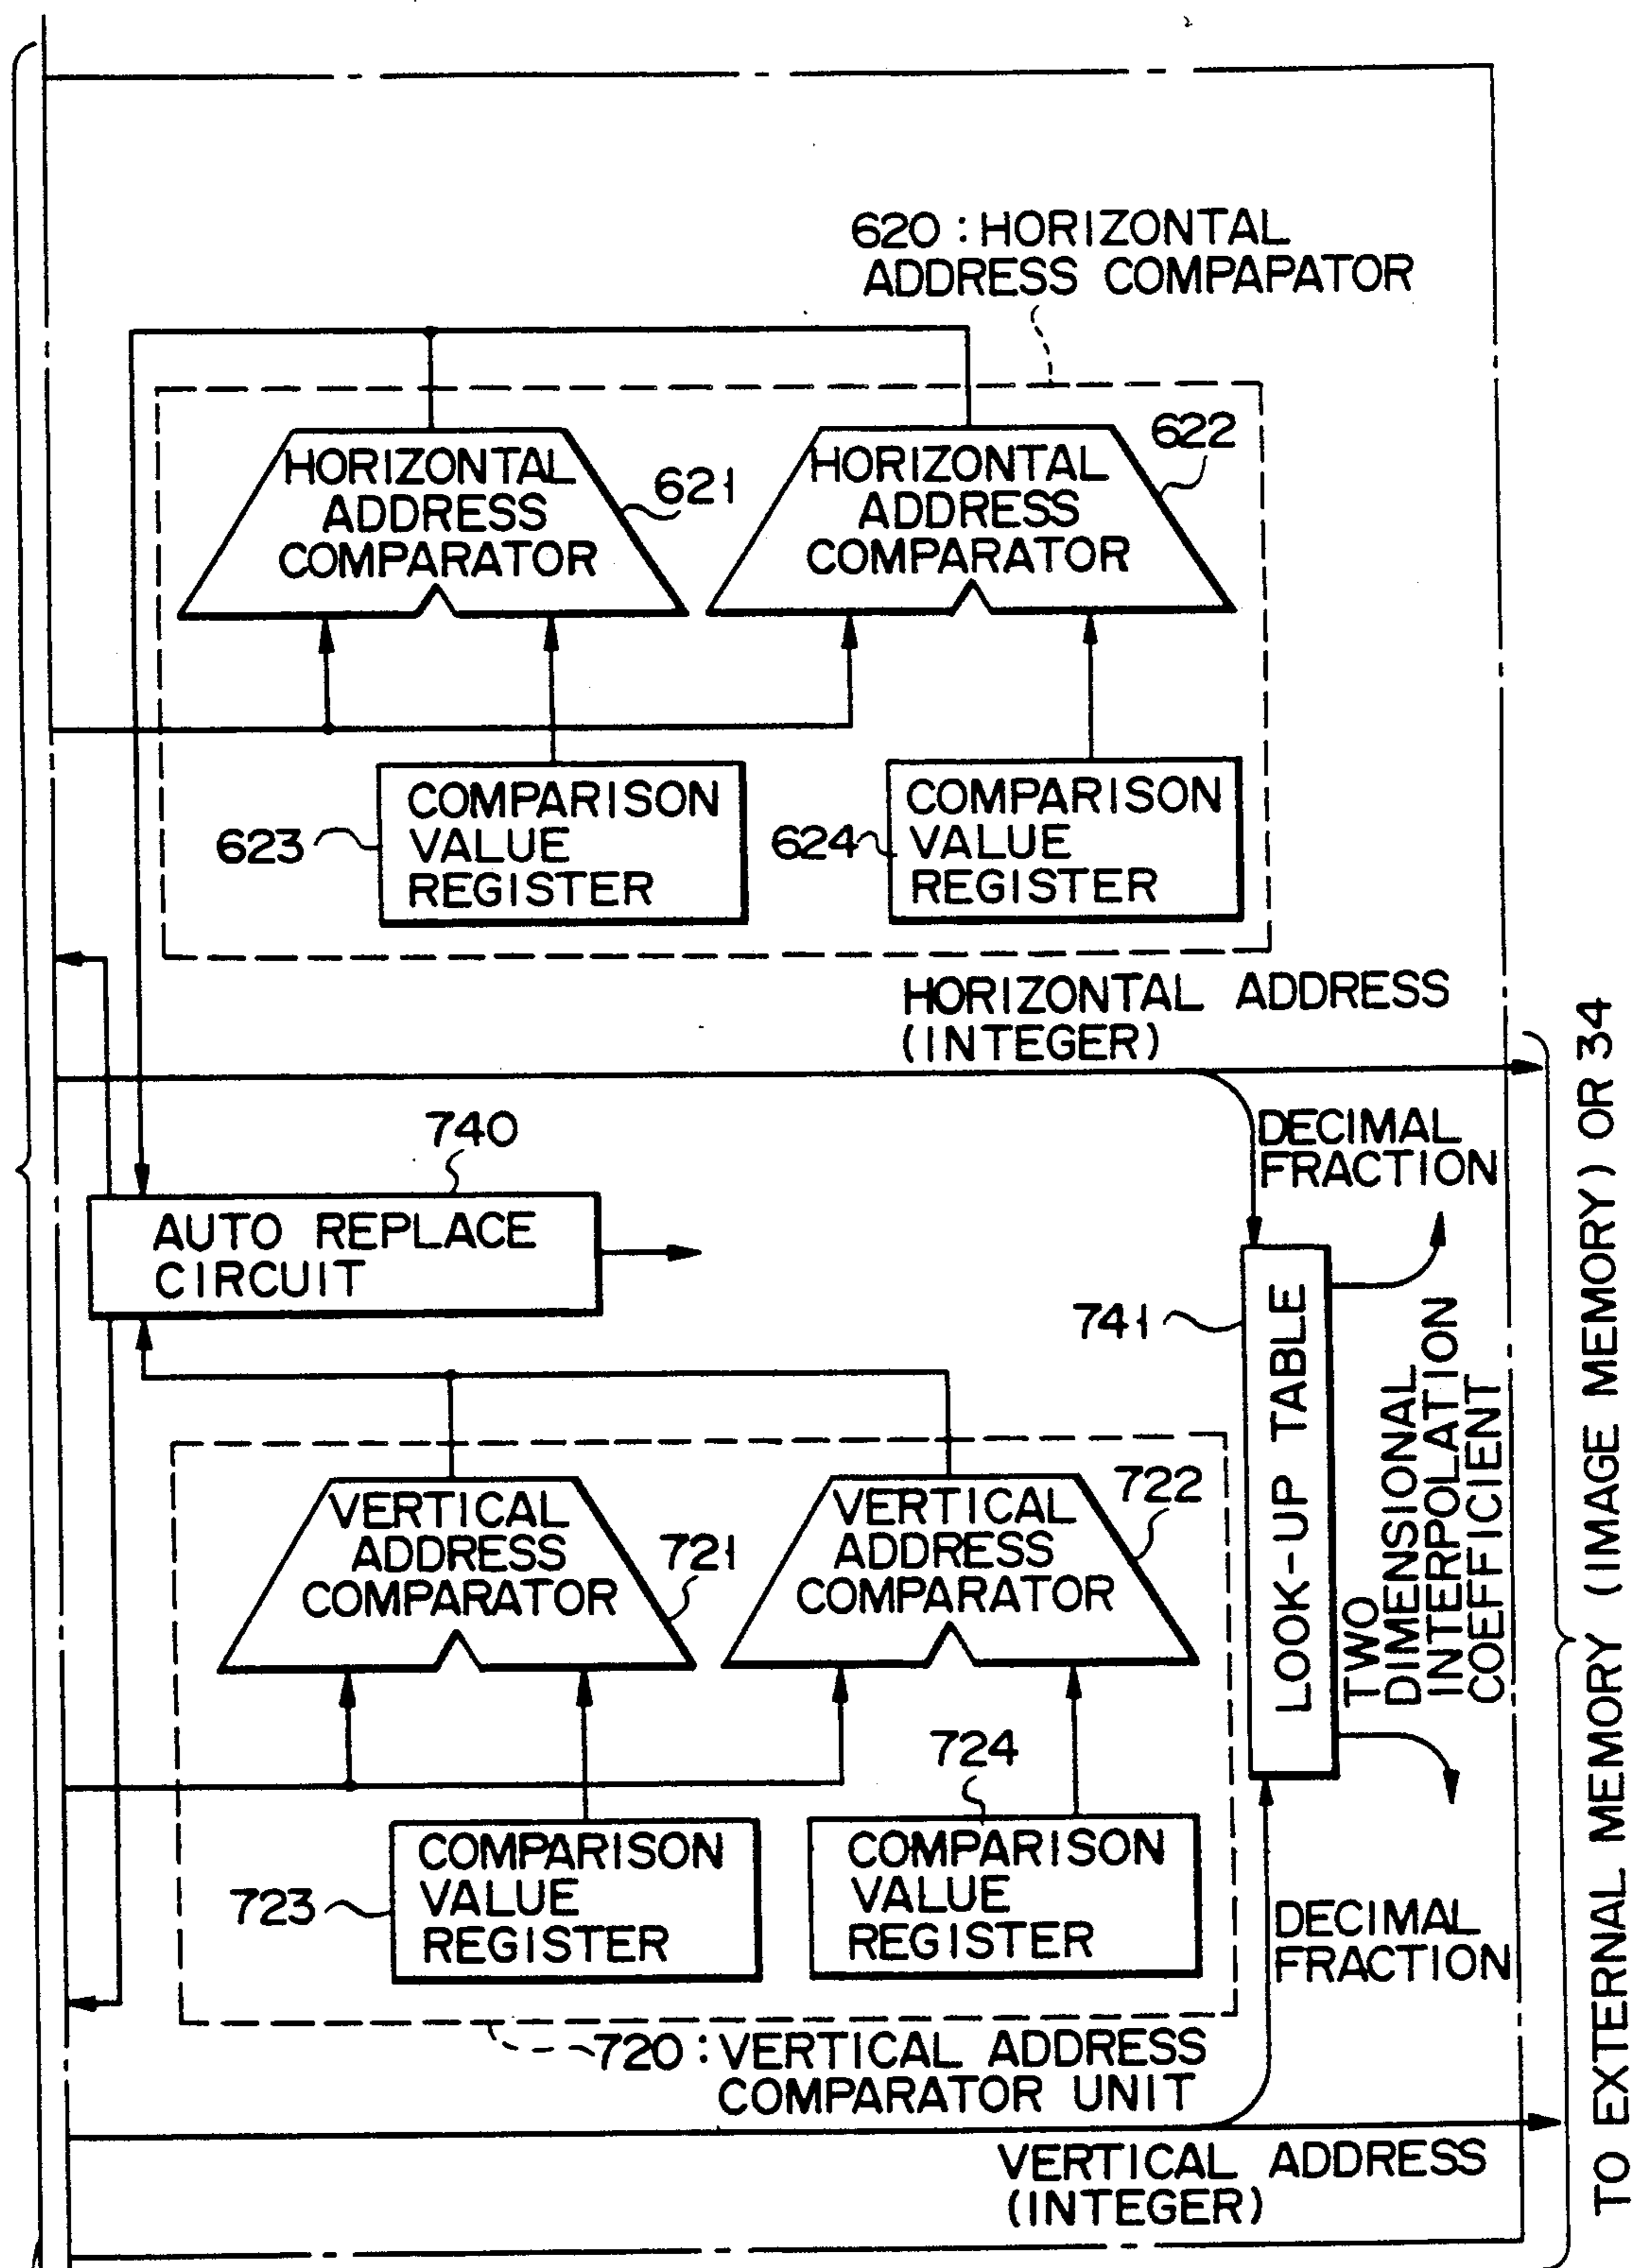 620 : HORIZONTAL
ADDRESS COMPAPATOR
HORIZONTAL
ADDRESS
COMPARATOR
621
HORIZONTAL
ADDRESS
COMPARATOR
622
623
COMPARISON
VALUE
REGISTER
624
COMPARISON
VALUE
REGISTER
HORIZONTAL ADDRESS
(INTEGER)
DECIMAL
FRACTION
740
AUTO REPLACE
CIRCUIT
741
LOOK-UP TABLE
TWO
DIMENSIONAL
INTERPOLATION
COEFFICIENT
VERTICAL
ADDRESS
COMPARATOR
721
VERTICAL
ADDRESS
COMPARATOR
722
723
COMPARISON
VALUE
REGISTER
724
COMPARISON
VALUE
REGISTER
DECIMAL
FRACTION
720 : VERTICAL ADDRESS
COMPARATOR UNIT
VERTICAL ADDRESS
(INTEGER)
TO EXTERNAL MEMORY (IMAGE MEMORY) OR 34